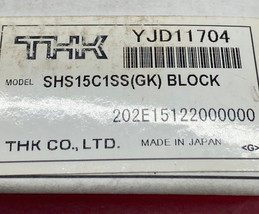 THK YJD11704
MODEL SHS15C1SS(GK) BLOCK
202E15122000000
THK CO., LTD. MADE IN JAPAN <G>